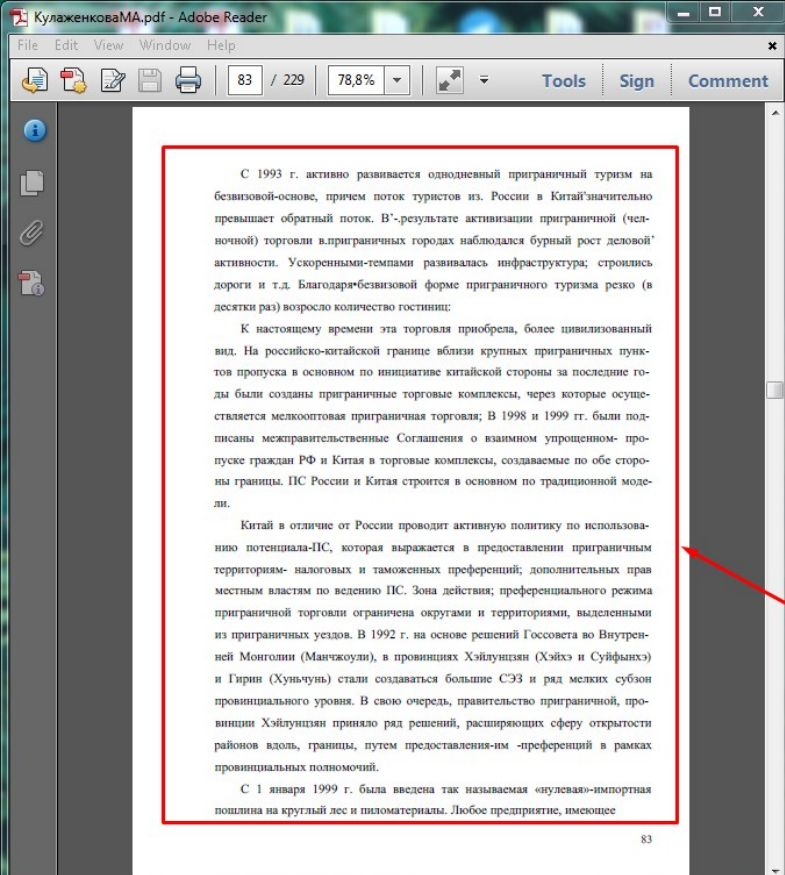 КулаженковаМА.pdf - Adobe Reader
File Edit View Window Help
83 / 229 78,8% Tools Sign Comment
С 1993 г. активно развивается однодневный приграничный туризм на
безвизовой-основе, причем поток туристов из. России в Китай'значительно
превышает обратный поток. В'-.результате активизации приграничной (чел-
ночной) торговли в.приграничных городах наблюдался бурный рост деловой'
активности. Ускоренными-темпами развивалась инфраструктура; строились
дороги и т.д. Благодаря•безвизовой форме приграничного туризма резко (в
десятки раз) возросло количество гостиниц:
К настоящему времени эта торговля приобрела, более цивилизованный
вид. На российско-китайской границе вблизи крупных приграничных пунк-
тов пропуска в основном по инициативе китайской стороны за последние го-
ды были созданы приграничные торговые комплексы, через которые осуще-
ствляется мелкооптовая приграничная торговля; В 1998 и 1999 гг. были под-
писаны межправительственные Соглашения о взаимном упрощенном- про-
пуске граждан РФ и Китая в торговые комплексы, создаваемые по обе сторо-
ны границы. ПС России и Китая строится в основном по традиционной моде-
ли.
Китай в отличие от России проводит активную политику по использова-
нию потенциала-ПС, которая выражается в предоставлении приграничным
территориям- налоговых и таможенных преференций; дополнительных прав
местным властям по ведению ПС. Зона действия; преференциального режима
приграничной торговли ограничена округами и территориями, выделенными
из приграничных уездов. В 1992 г. на основе решений Госсовета во Внутрен-
ней Монголии (Манчжоули), в провинциях Хэйлунцзян (Хэйхэ и Суйфынхэ)
и Гирин (Хуньчунь) стали создаваться большие СЭЗ и ряд мелких субзон
провинциального уровня. В свою очередь, правительство приграничной, про-
винции Хэйлунцзян приняло ряд решений, расширяющих сферу открытости
районов вдоль, границы, путем предоставления-им -преференций в рамках
провинциальных полномочий.
С 1 января 1999 г. была введена так называемая «нулевая»-импортная
пошлина на круглый лес и пиломатериалы. Любое предприятие, имеющее
83